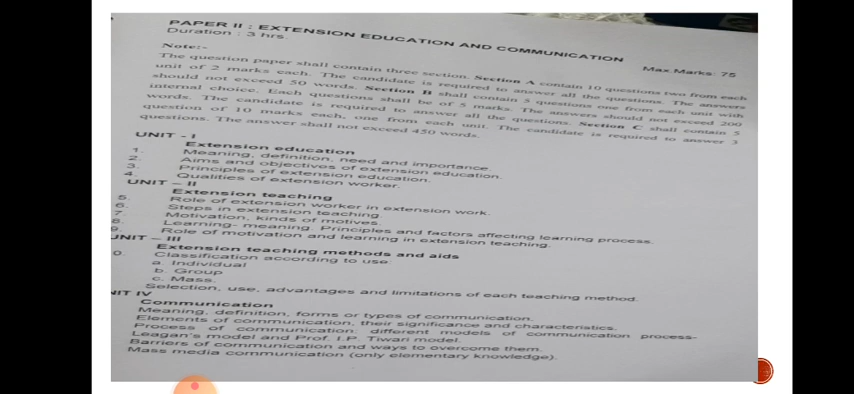 PAPER II : EXTENSION EDUCATION AND COMMUNICATION
Duration : 3 hrs.
Max.Marks: 75
Note:-
The question paper shall contain three section. Section A contain 10 questions two from each
unit of 2 marks each. The candidate is required to answer all the questions. The answers
should not exceed 50 words. Section B shall contain 5 questions one from each unit with
internal choice. Each questions shall be of 5 marks. The answers should not exceed 200
words. The candidate is required to answer all the questions. Section C shall contain 5
question of 10 marks each, one from each unit. The candidate is required to answer 3
questions. The answer shall not exceed 450 words.
UNIT - I
Extension education
1. Meaning, definition, need and importance.
2. Aims and objectives of extension education.
3. Principles of extension education.
4. Qualities of extension worker.
UNIT – II
Extension teaching
5. Role of extension worker in extension work.
6. Steps in extension teaching.
7. Motivation, kinds of motives.
8. Learning- meaning, Principles and factors affecting learning process.
9. Role of motivation and learning in extension teaching.
UNIT – III
Extension teaching methods and aids
0. Classification according to use:
a. Individual
b. Group
c. Mass.
Selection, use, advantages and limitations of each teaching method.
NIT IV
Communication
Meaning, definition, forms or types of communication.
Elements of communication, their significance and characteristics.
Process of communication: different models of communication process-
Leagan's model and Prof. I.P. Tiwari model.
Barriers of communication and ways to overcome them.
Mass media communication (only elementary knowledge).